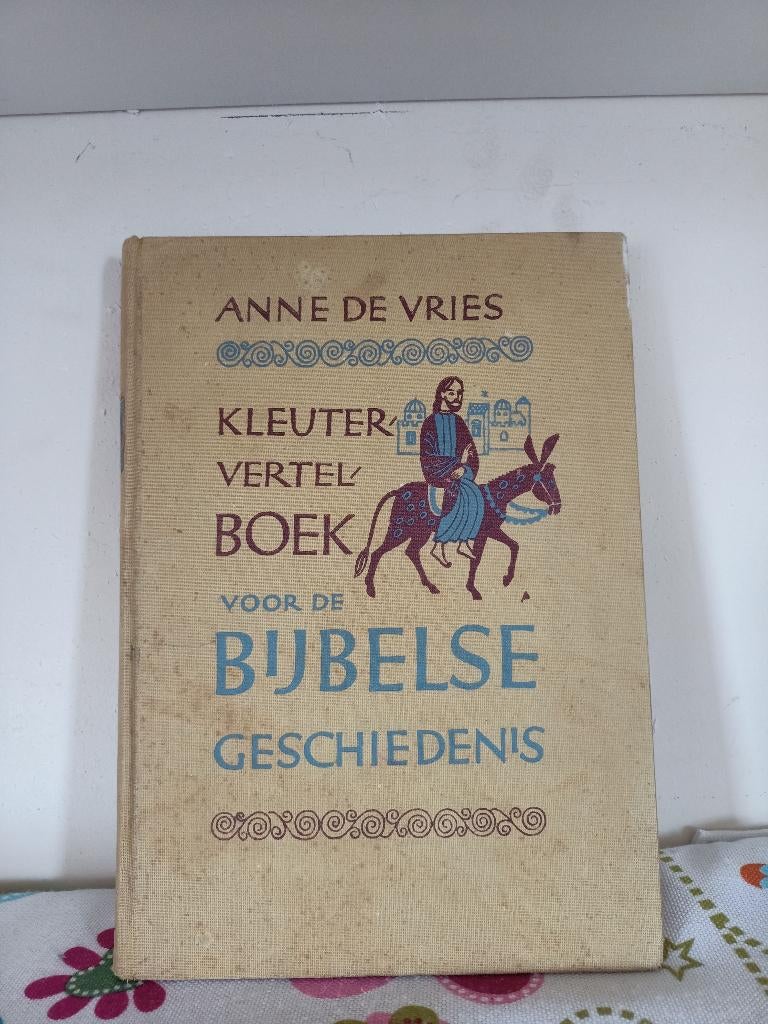 ANNE DE VRIES
KLEUTER-
VERTEL-
BOEK
VOOR DE
BIJBELSE
GESCHIEDENIS